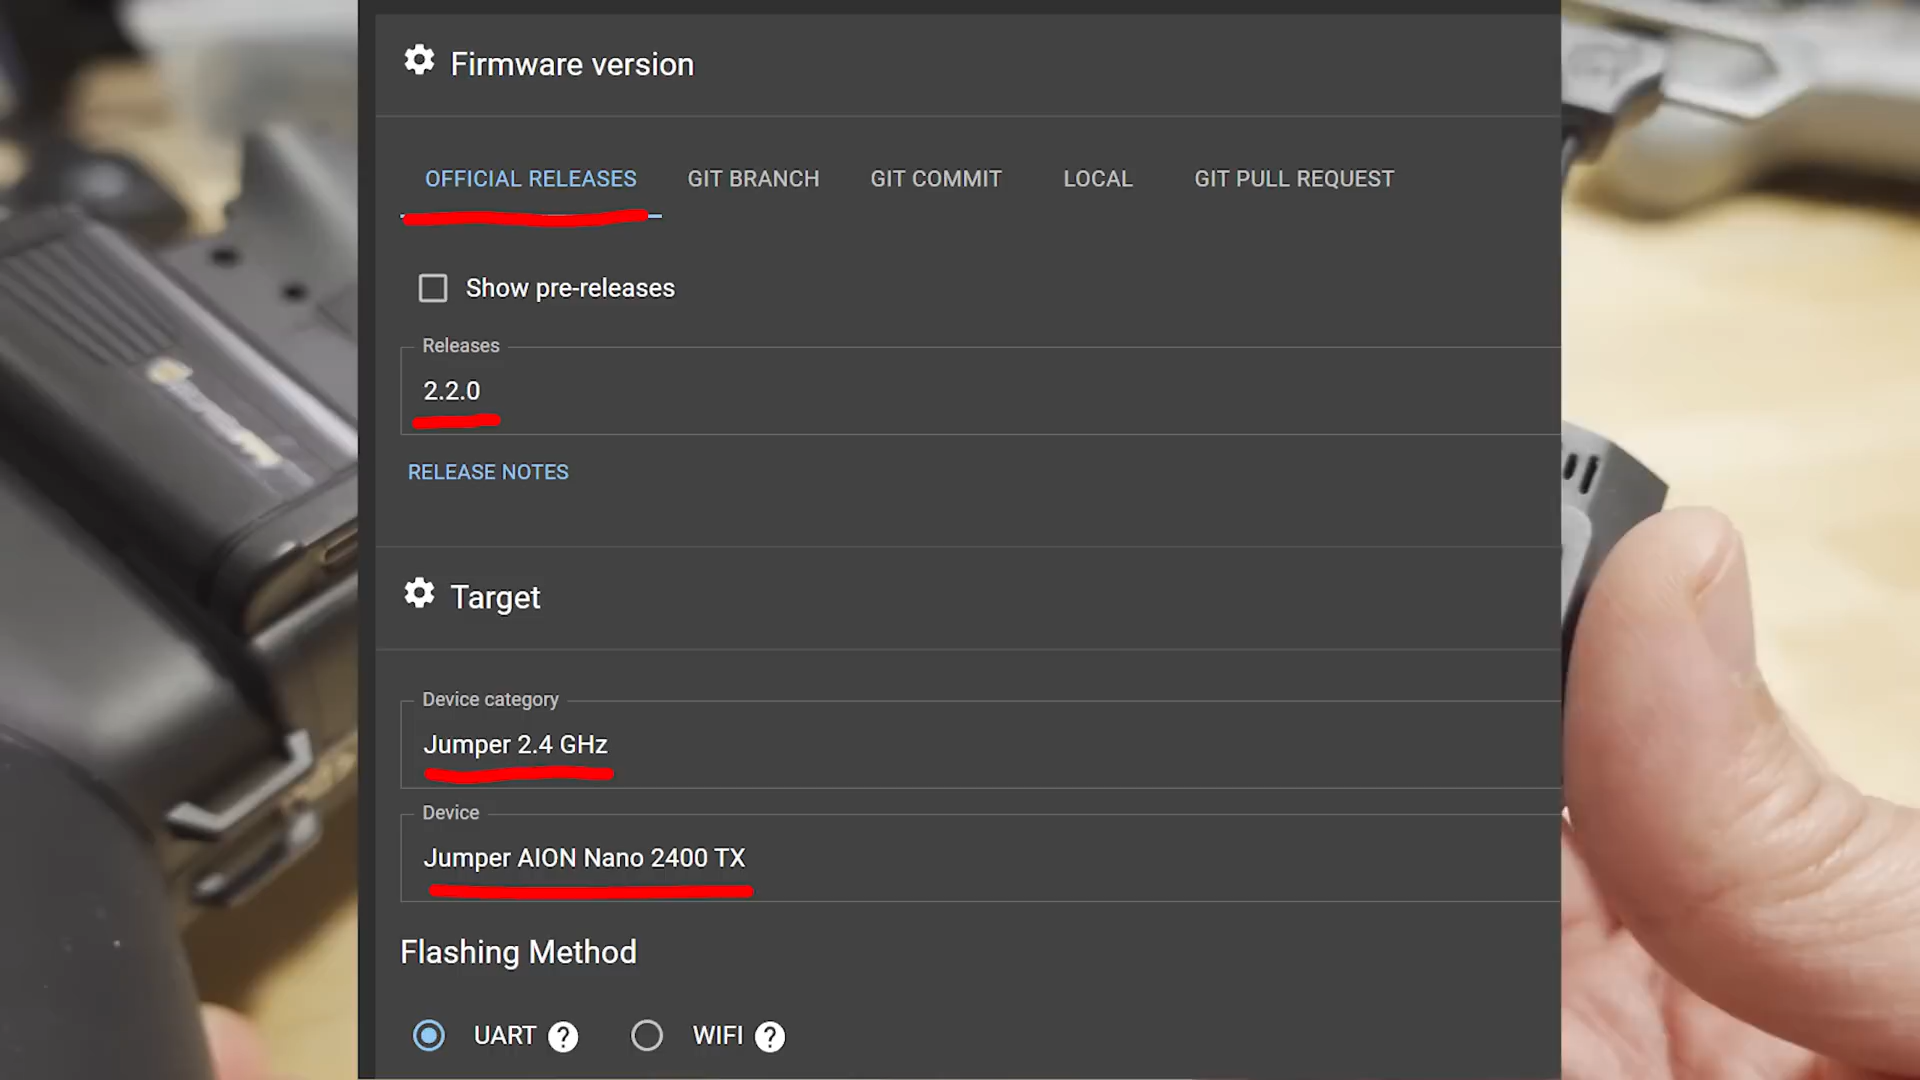 Firmware version
OFFICIAL RELEASES GIT BRANCH GIT COMMIT LOCAL GIT PULL REQUEST
Show pre-releases
Releases
2.2.0
RELEASE NOTES
Target
Device category
Jumper 2.4 GHz
Device
Jumper AION Nano 2400 TX
Flashing Method
UART ? WIFI ?